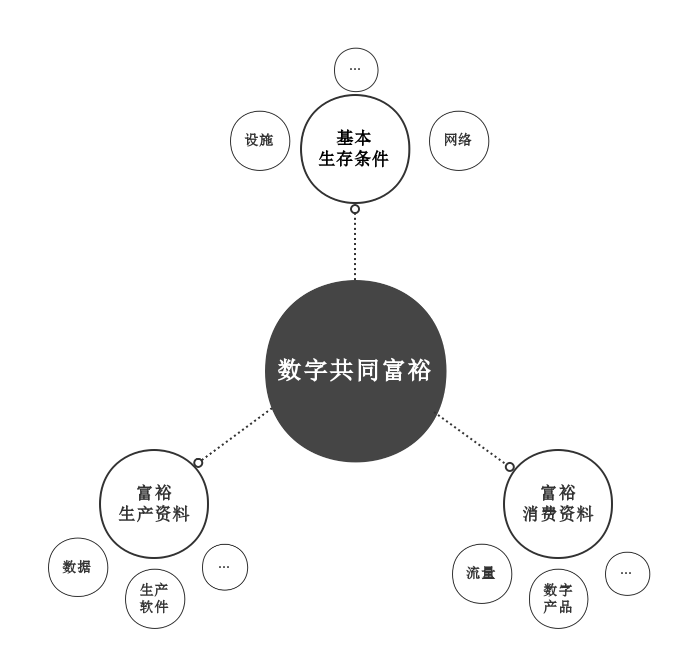 …
设施
基本
生存条件
网络
数字共同富裕
富裕
生产资料
数据
生产
软件
…
富裕
消费资料
流量
数字
产品
…